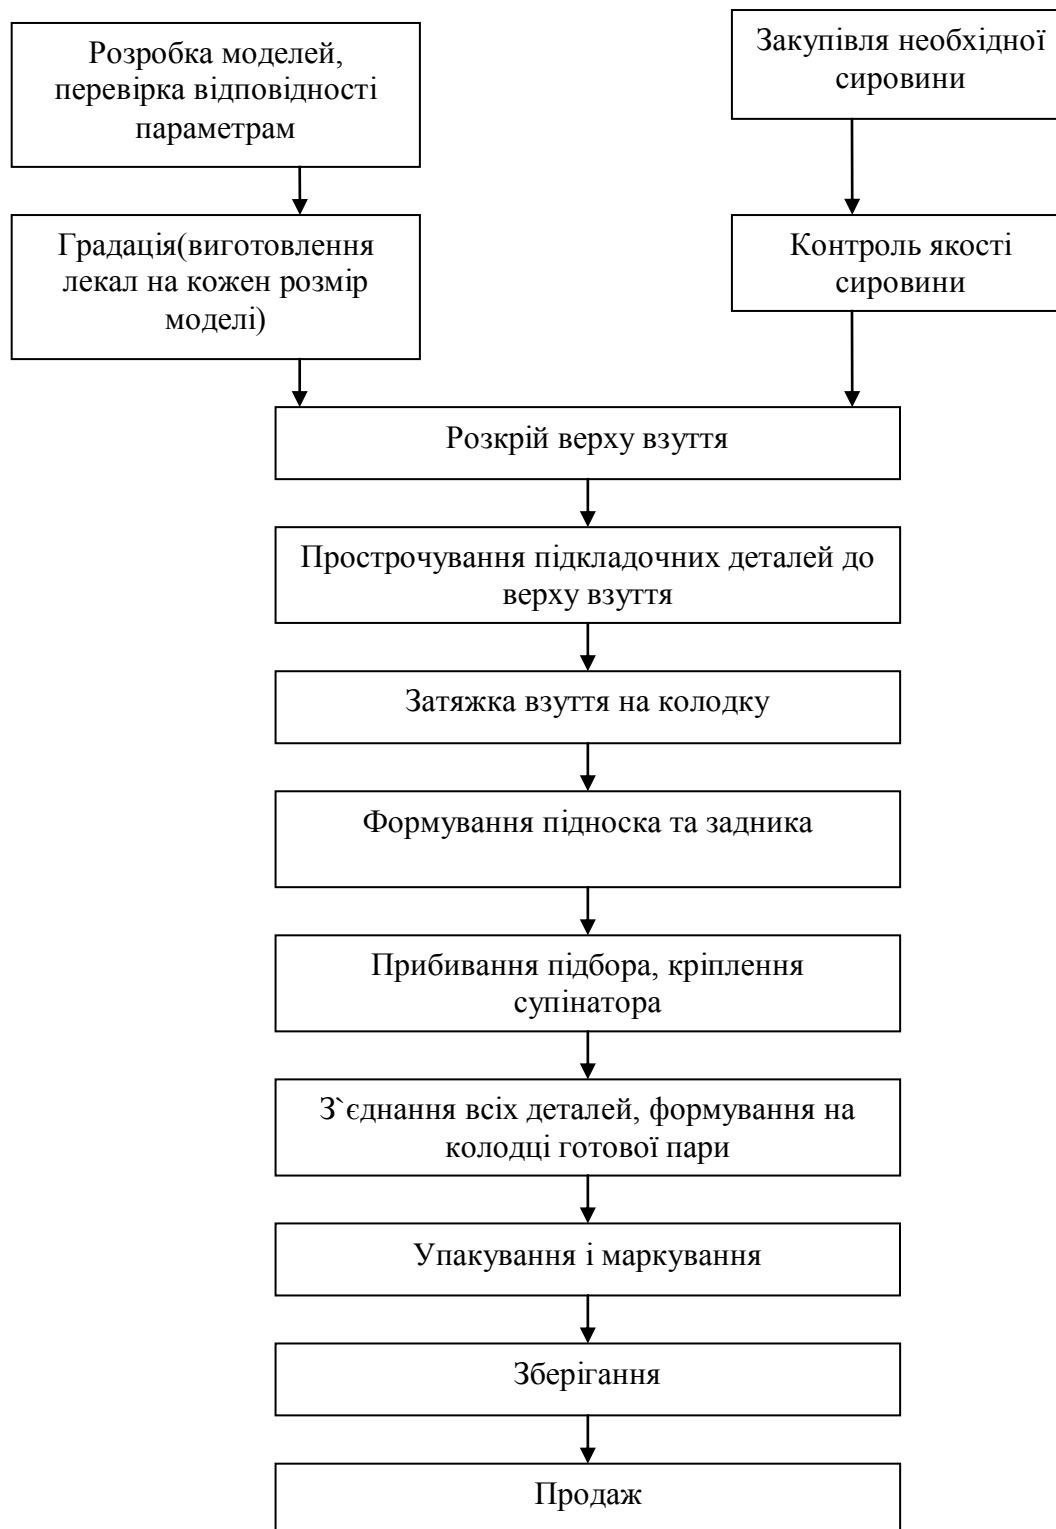 Розробка моделей,
перевірка відповідності
параметрам
Закупівля необхідної
сировини
Градація(виготовлення
лекал на кожен розмір
моделі)
Контроль якості
сировини
Розкрій верху взуття
Прострочування підкладочних деталей до
верху взуття
Затяжка взуття на колодку
Формування підноска та задника
Прибивання підбора, кріплення
супінатора
З`єднання всіх деталей, формування на
колодці готової пари
Упакування і маркування
Зберігання
Продаж